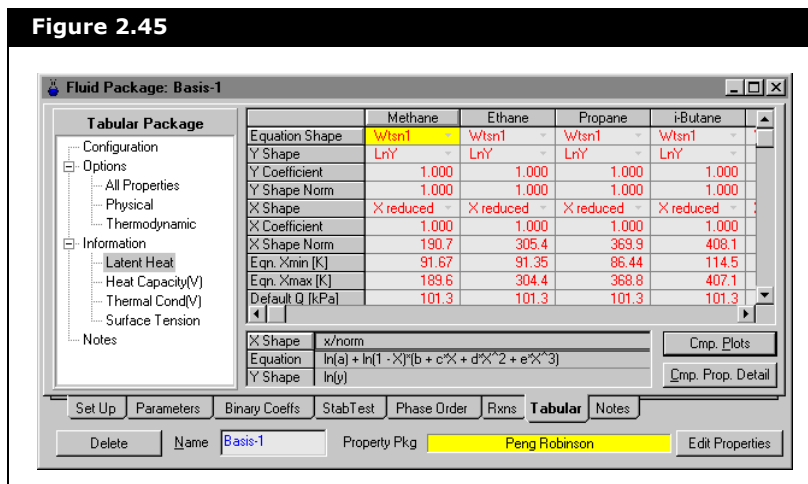 Figure 2.45
Fluid Package: Basis-1
Tabular Package
Configuration
Options
All Properties
Physical
Thermodynamic
Information
Latent Heat
Heat Capacity(V)
Thermal Cond(V)
Surface Tension
Notes
Methane Ethane Propane i-Butane
Equation Shape Wtsn1 Wtsn1 Wtsn1 Wtsn1
Y Shape LnY LnY LnY LnY
Y Coefficient 1.000 1.000 1.000 1.000
Y Shape Norm 1.000 1.000 1.000 1.000
X Shape X reduced X reduced X reduced X reduced
X Coefficient 1.000 1.000 1.000 1.000
X Shape Norm 190.7 305.4 369.9 408.1
Eqn. Xmin [K] 91.67 91.35 86.44 114.5
Eqn. Xmax [K] 189.6 304.4 368.8 407.1
Default Q [kPa] 101.3 101.3 101.3 101.3
X Shape x/norm
Equation ln(a) + ln(1 - X)*(b + c*X + d*X^2 + e*X^3)
Y Shape ln(y)
Cmp. Plots
Cmp. Prop. Detail
Set Up Parameters Binary Coeffs StabTest Phase Order Rxns Tabular Notes
Delete Name Basis-1 Property Pkg Peng Robinson Edit Properties